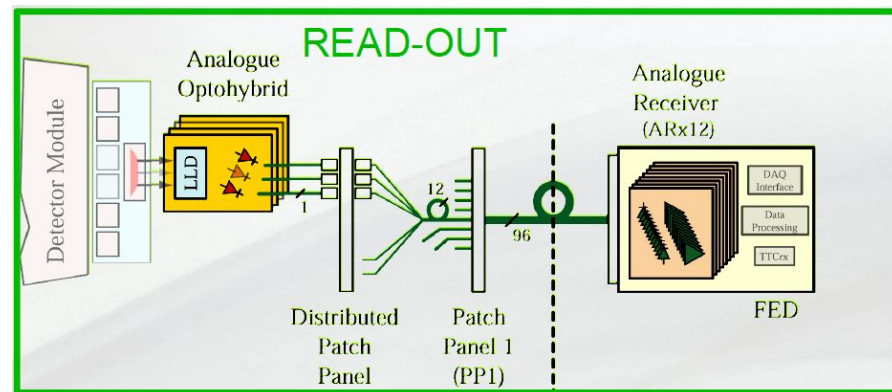 READ-OUT
Analogue
Optohybrid
Detector Module
LLD
1
12
96
Analogue
Receiver
(ARx12)
DAQ
Interface
Data
Processing
TTCrx
FED
Distributed
Patch
Panel
Patch
Panel 1
(PP1)